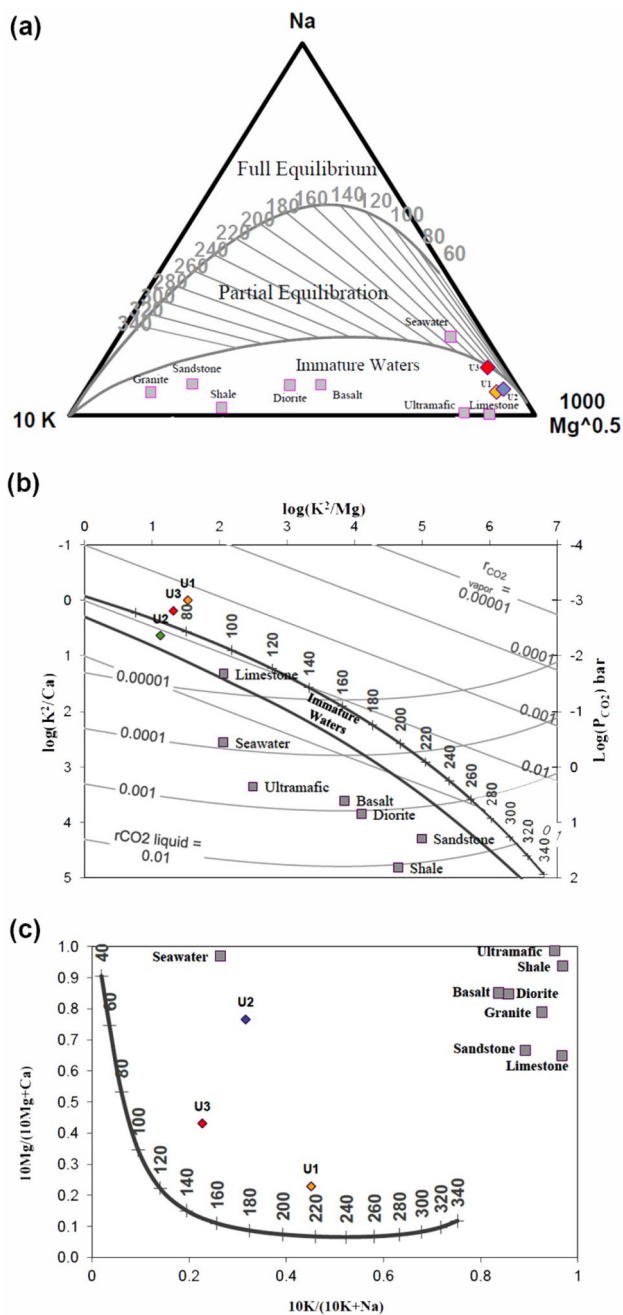 (a)
Na
Full Equilibrium
340 320 300 280 260 240 220 200 180 160 140 120 100 80 60
Partial Equilibration
Seawater
Immature Waters
U3
Granite
Sandstone
Shale
Diorite
Basalt
U1
U2
Ultramafic
Limestone
10 K
1000
Mg^0.5
(b)
log(K²/Mg)
0 1 2 3 4 5 6 7
-1 0 1 2 3 4 5
log(K²/Ca)
-4 -3 -2 -1 0 1 2
Log(P_CO2) bar
r_CO2
vapor =
0.00001
0.0001
0.001
0.01
0.1
U1
U3
U2
80 100 120 140 160 180 200 220 240 260 280 300 320 340
Limestone
Immature
Waters
0.00001
Seawater
0.0001
Ultramafic
0.001
Basalt
Diorite
rCO2 liquid =
0.01
Sandstone
Shale
(c)
1.0 0.9 0.8 0.7 0.6 0.5 0.4 0.3 0.2 0.1 0.0
10Mg/(10Mg+Ca)
40 60 80 100 120 140 160 180 200 220 240 260 280 300 320 340
Seawater
U2
U3
U1
Ultramafic
Shale
Basalt
Diorite
Granite
Sandstone
Limestone
0 0.2 0.4 0.6 0.8 1
10K/(10K+Na)